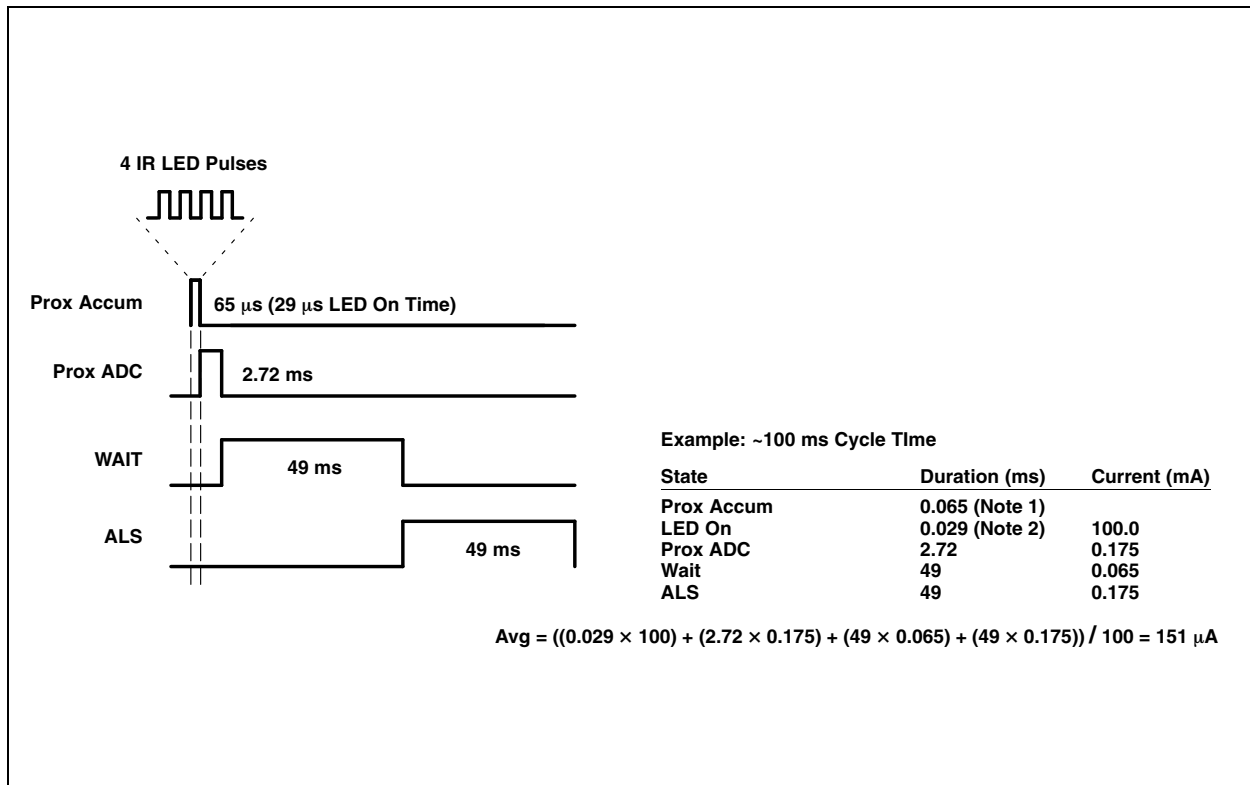 4 IR LED Pulses
Prox Accum
65 μs (29 μs LED On Time)
Prox ADC
2.72 ms
WAIT
49 ms
ALS
49 ms
Example: ~100 ms Cycle TIme
State Duration (ms) Current (mA)
Prox Accum 0.065 (Note 1)
LED On 0.029 (Note 2) 100.0
Prox ADC 2.72 0.175
Wait 49 0.065
ALS 49 0.175
Avg = ((0.029 × 100) + (2.72 × 0.175) + (49 × 0.065) + (49 × 0.175)) / 100 = 151 μA